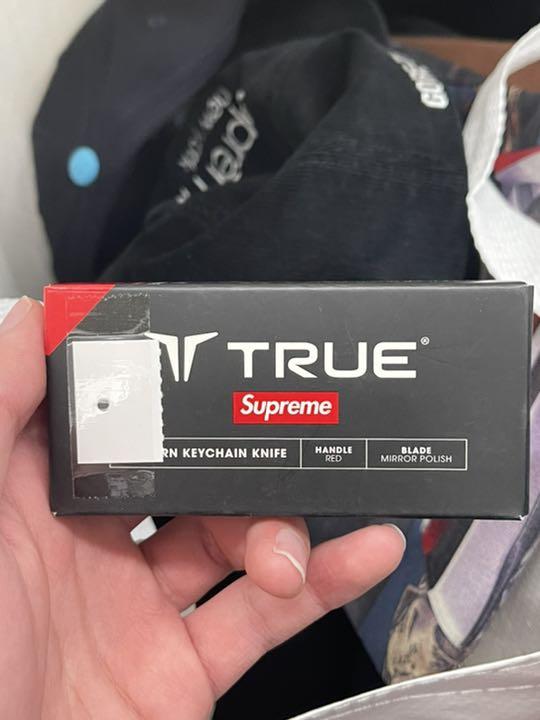 TRUE®
Supreme
RN KEYCHAIN KNIFE
HANDLE
RED
BLADE
MIRROR POLISH